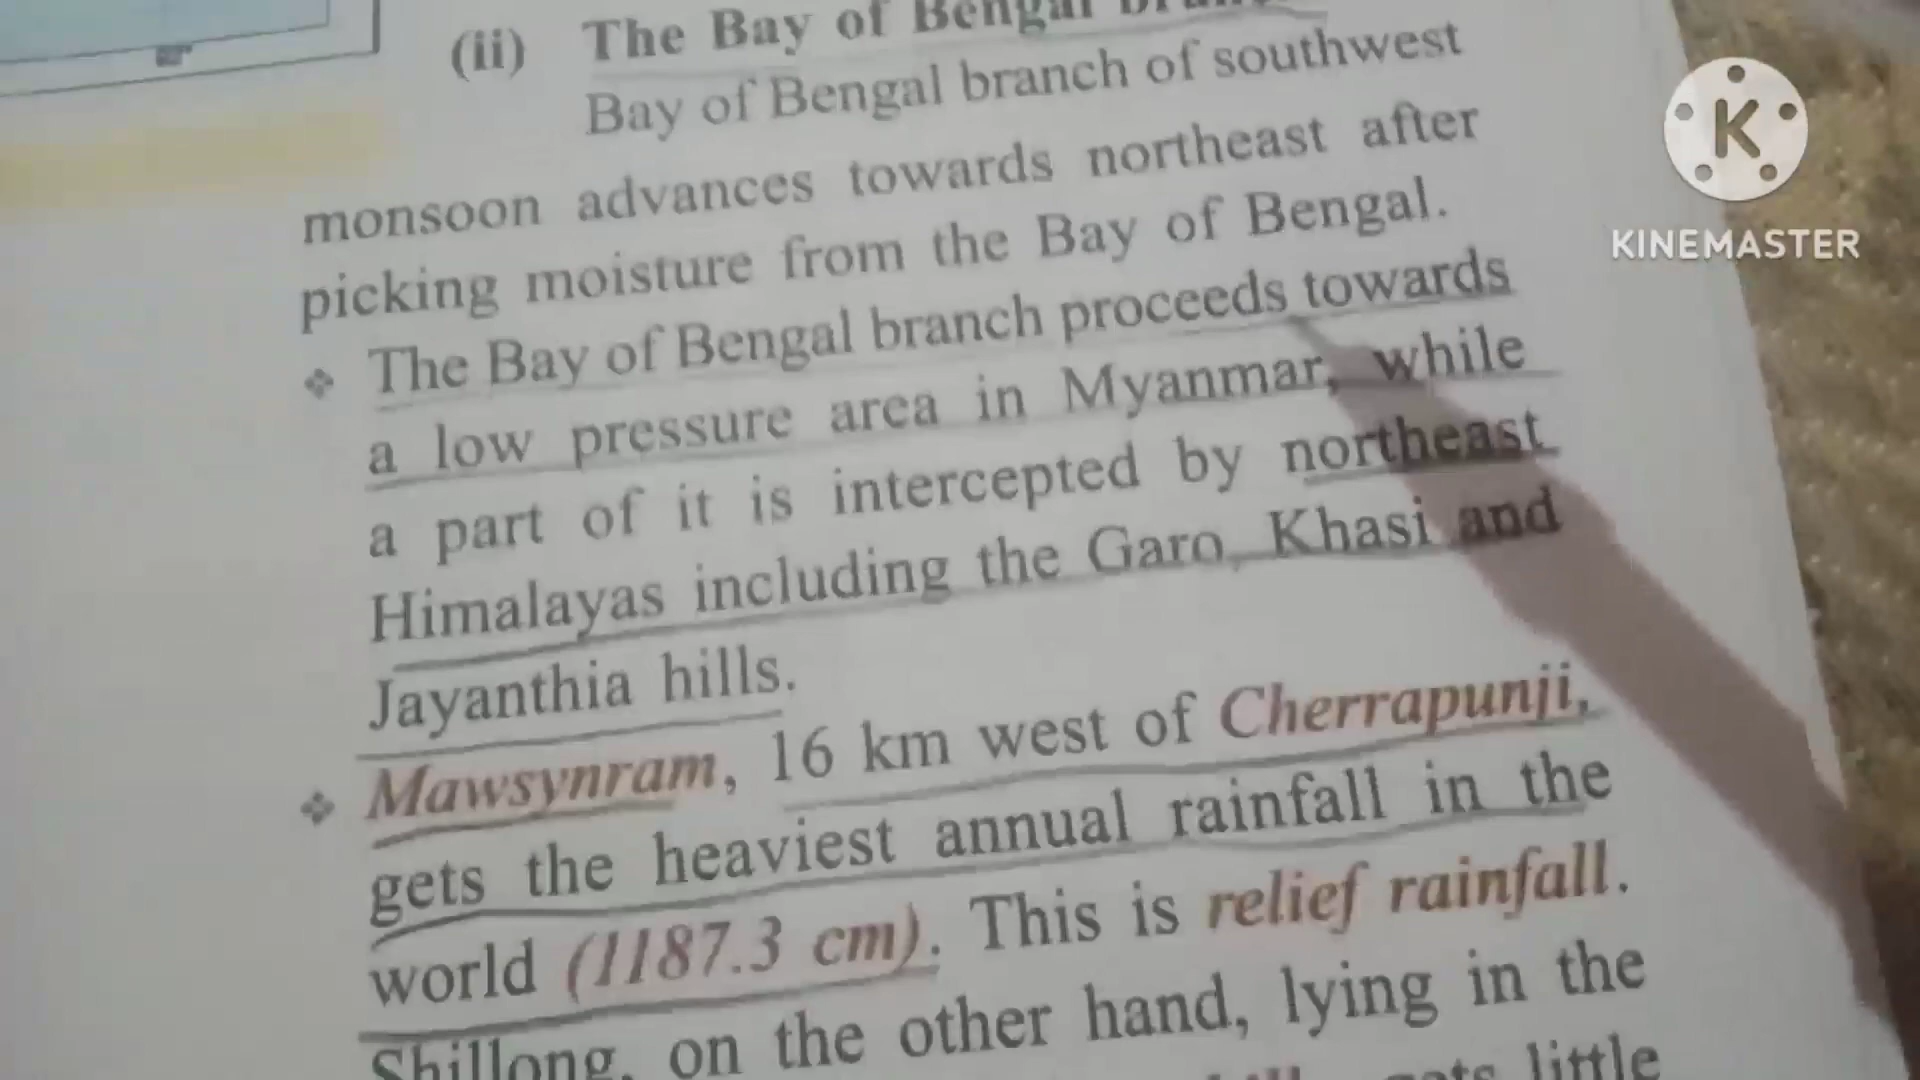 (ii) The Bay of Bengal
Bay of Bengal branch of southwest
monsoon advances towards northeast after
picking moisture from the Bay of Bengal.
❖ The Bay of Bengal branch proceeds towards
a low pressure area in Myanmar, while
a part of it is intercepted by northeast
Himalayas including the Garo, Khasi and
Jayanthia hills.
❖ Mawsynram, 16 km west of Cherrapunji,
gets the heaviest annual rainfall in the
world (1187.3 cm). This is relief rainfall.
Shillong, on the other hand, lying in the
gets little
K
KINEMASTER